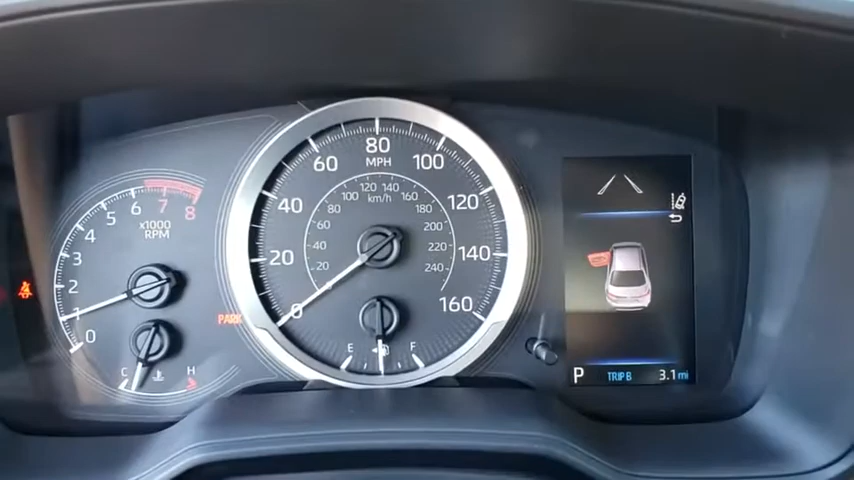 0 1 2 3 4 5 6 7 8
x1000
RPM
C H
PARK
0 20 40 60 80 100 120 140 160
MPH
20 40 60 80 100 120 140 160 180 200 220 240
km/h
E F
P TRIP B 3.1 mi